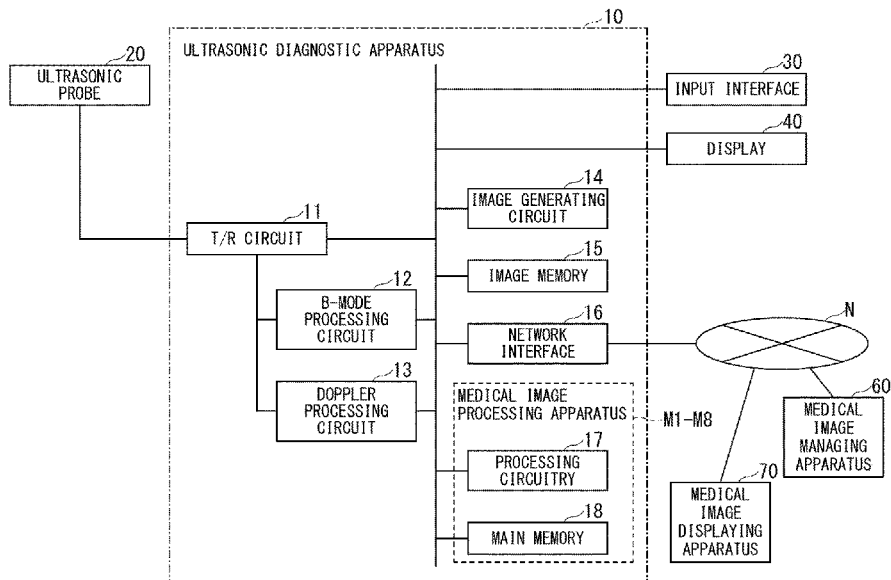 10
ULTRASONIC DIAGNOSTIC APPARATUS
20
ULTRASONIC
PROBE
30
INPUT INTERFACE
40
DISPLAY
14
IMAGE GENERATING
CIRCUIT
11
T/R CIRCUIT
15
IMAGE MEMORY
12
B-MODE
PROCESSING
CIRCUIT
16
NETWORK
INTERFACE
N
13
DOPPLER
PROCESSING
CIRCUIT
MEDICAL IMAGE
PROCESSING APPARATUS
M1-M8
60
MEDICAL
IMAGE
MANAGING
APPARATUS
17
PROCESSING
CIRCUITRY
70
MEDICAL
IMAGE
DISPLAYING
APPARATUS
18
MAIN MEMORY